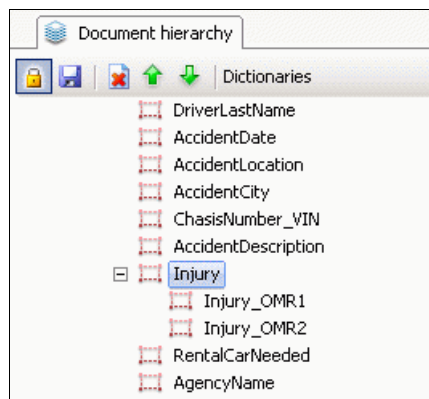 Document hierarchy
Dictionaries
DriverLastName
AccidentDate
AccidentLocation
AccidentCity
ChasisNumber_VIN
AccidentDescription
Injury
Injury_OMR1
Injury_OMR2
RentalCarNeeded
AgencyName